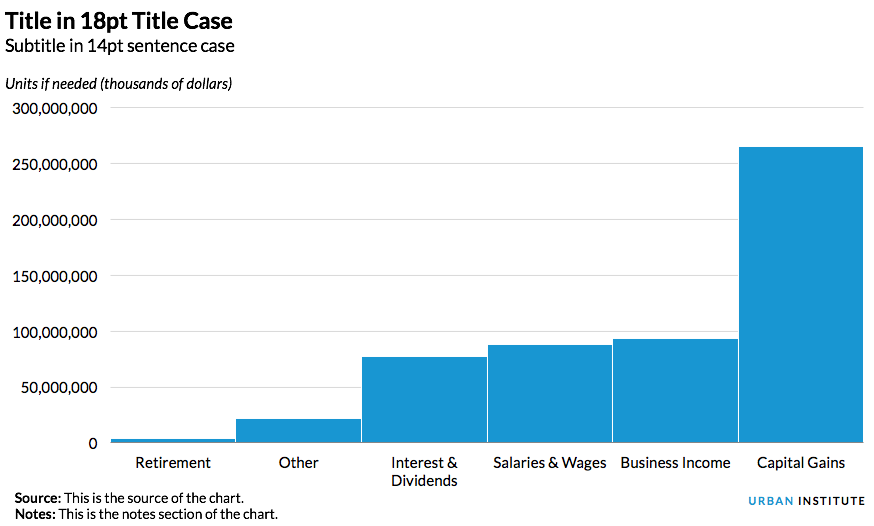 Title in 18pt Title Case
Subtitle in 14pt sentence case
Units if needed (thousands of dollars)
300,000,000
250,000,000
200,000,000
150,000,000
100,000,000
50,000,000
0
Retirement Other Interest & Salaries & Wages Business Income Capital Gains
Dividends
Source: This is the source of the chart.
URBAN INSTITUTE
Notes: This is the notes section of the chart.